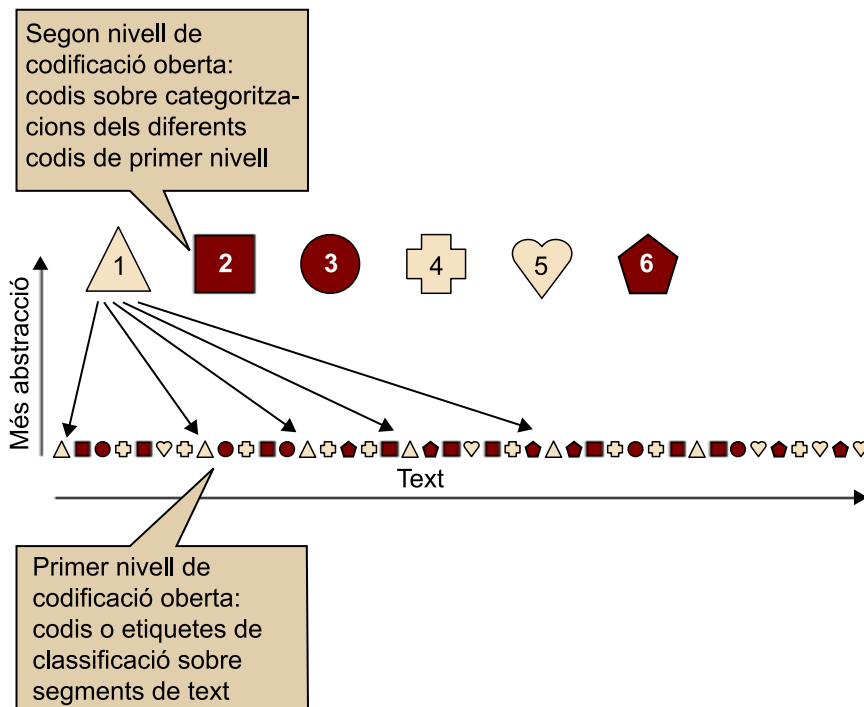 Segon nivell de
codificació oberta:
codis sobre categoritza-
cions dels diferents
codis de primer nivell
1
2
3
4
5
6
Més abstracció
Text
Primer nivell de
codificació oberta:
codis o etiquetes de
classificació sobre
segments de text